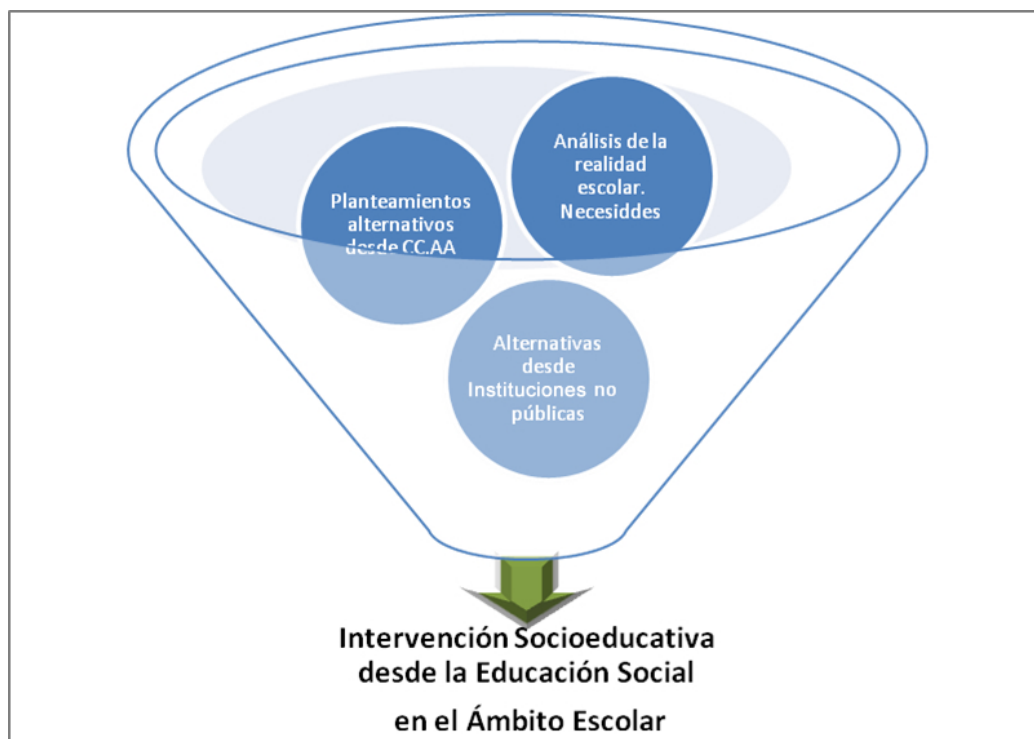 Análisis de la
realidad
escolar.
Necesiddes
Planteamientos
alternativos
desde CC.AA
Alternativas
desde
Instituciones no
públicas
Intervención Socioeducativa
desde la Educación Social
en el Ámbito Escolar